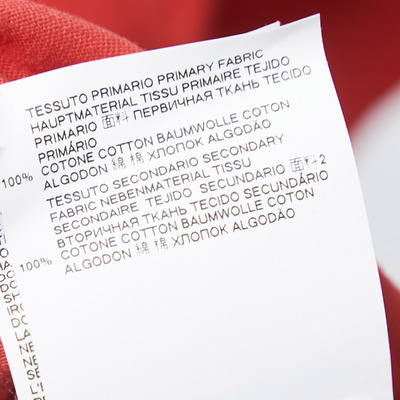 TESSUTO PRIMARIO PRIMARY FABRIC
HAUPTMATERIAL TISSU PRIMAIRE TEJIDO
PRIMARIO 面料 ПЕРВИЧНАЯ ТКАНЬ TECIDO
PRIMÁRIO
100% COTONE COTTON BAUMWOLLE COTON
ALGODON 綿 棉 ХЛОПОК ALGODÃO
TESSUTO SECONDARIO SECONDARY
FABRIC NEBENMATERIAL TISSU
SECONDAIRE TEJIDO SECUNDARIO 面料2
ВТОРИЧНАЯ ТКАНЬ TECIDO SECUNDÁRIO
100% COTONE COTTON BAUMWOLLE COTON
ALGODON 綿 棉 ХЛОПОК ALGODÃO